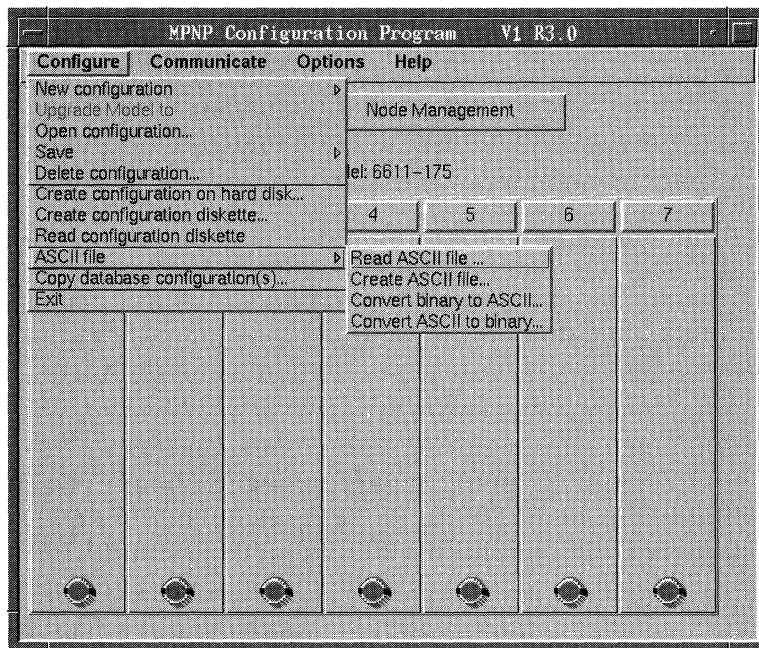 MPNP Configuration Program V1 R3.0
Configure Communicate Options Help
New configuration
Upgrade Model to
Open configuration...
Save
Delete configuration...
Create configuration on hard disk...
Create configuration diskette...
Read configuration diskette
ASCII file
Copy database configuration(s)...
Exit
Node Management
del: 6611-175
4 5 6 7
Read ASCII file ...
Create ASCII file...
Convert binary to ASCII...
Convert ASCII to binary...